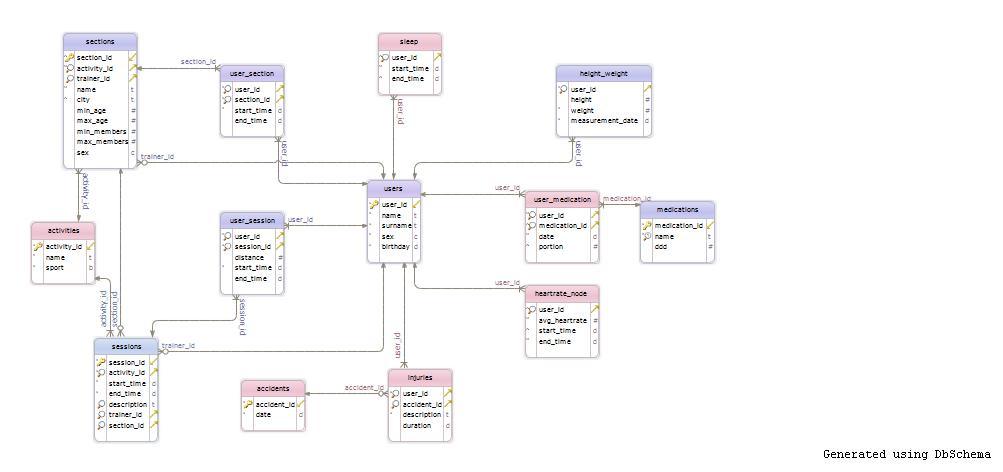 sections
section_id
activity_id
trainer_id
name t
city t
min_age #
max_age #
min_members #
max_members #
sex c
section_id
user_section
user_id
section_id
start_time d
end_time d
user_id
sleep
user_id
start_time d
end_time d
user_id
height_weight
user_id
height #
weight #
measurement_date d
user_id
trainer_id
activity_id
users
user_id
name t
surname t
sex c
birthday d
user_id
user_medication
user_id
medication_id
date d
portion #
medication_id
medications
medication_id
name t
ddd #
activities
activity_id
name t
sport b
user_session
user_id
session_id
distance #
start_time d
end_time d
user_id
session_id
user_id
heartrate_node
user_id
avg_heartrate #
start_time d
end_time d
activity_id
section_id
sessions
session_id
activity_id
start_time d
end_time d
description t
trainer_id
section_id
trainer_id
user_id
accidents
accident_id
date d
accident_id
injuries
user_id
accident_id
description t
duration d
Generated using DbSchema